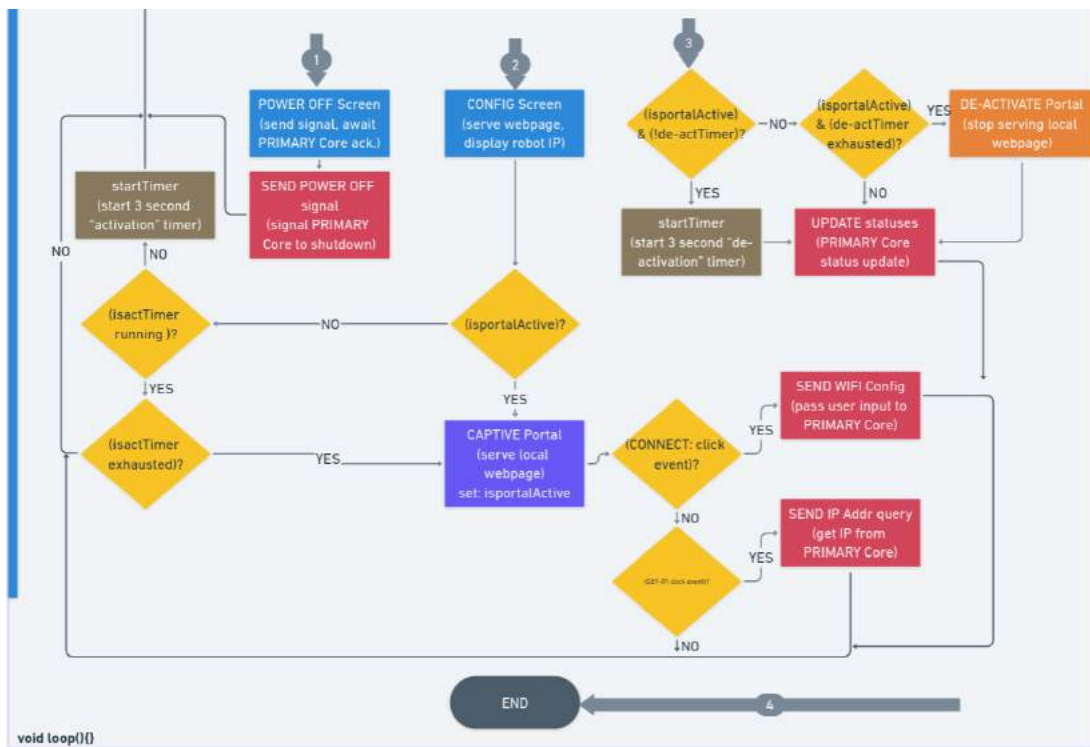 1
2
3
POWER OFF Screen
(send signal, await
PRIMARY Core ack.)
CONFIG Screen
(serve webpage,
display robot IP)
(isportalActive)
& (!de-actTimer)?
NO
(isportalActive)
& (de-actTimer
exhausted)?
YES
DE-ACTIVATE Portal
(stop serving local
webpage)
startTimer
(start 3 second
"activation" timer)
SEND POWER OFF
signal
(signal PRIMARY
Core to shutdown)
YES
NO
startTimer
(start 3 second "de-
activation" timer)
UPDATE statuses
(PRIMARY Core
status update)
NO
NO
(isactTimer
running )?
NO
(isportalActive)?
YES
YES
(isactTimer
exhausted)?
YES
CAPTIVE Portal
(serve local
webpage)
set: isportalActive
(CONNECT: click
event)?
YES
SEND WIFI Config
(pass user input to
PRIMARY Core)
NO
(GET-IP: click event)?
YES
SEND IP Addr query
(get IP from
PRIMARY Core)
NO
END
4
void loop(){}